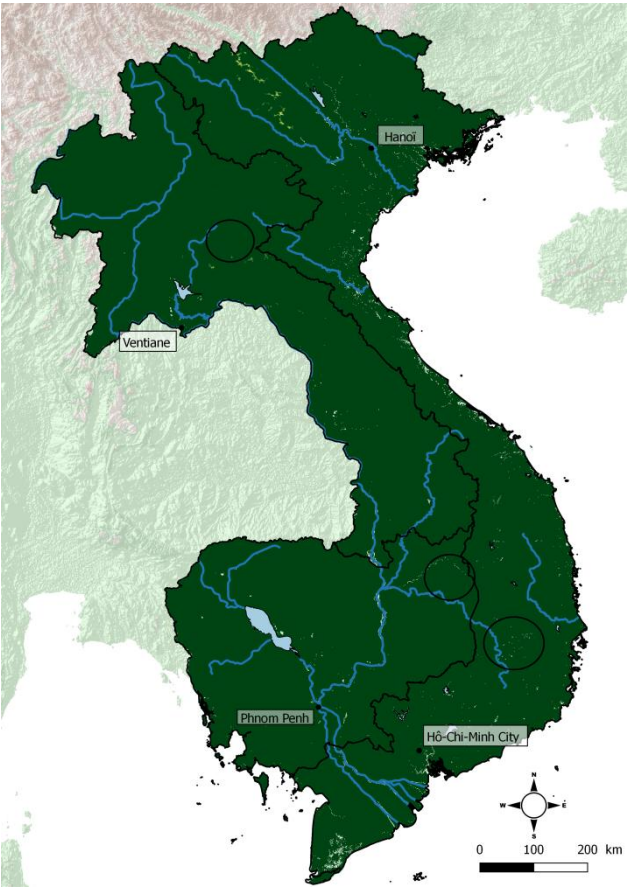 Hanoï
Ventiane
Phnom Penh
Hô-Chi-Minh City
N
W E
S
0 100 200 km